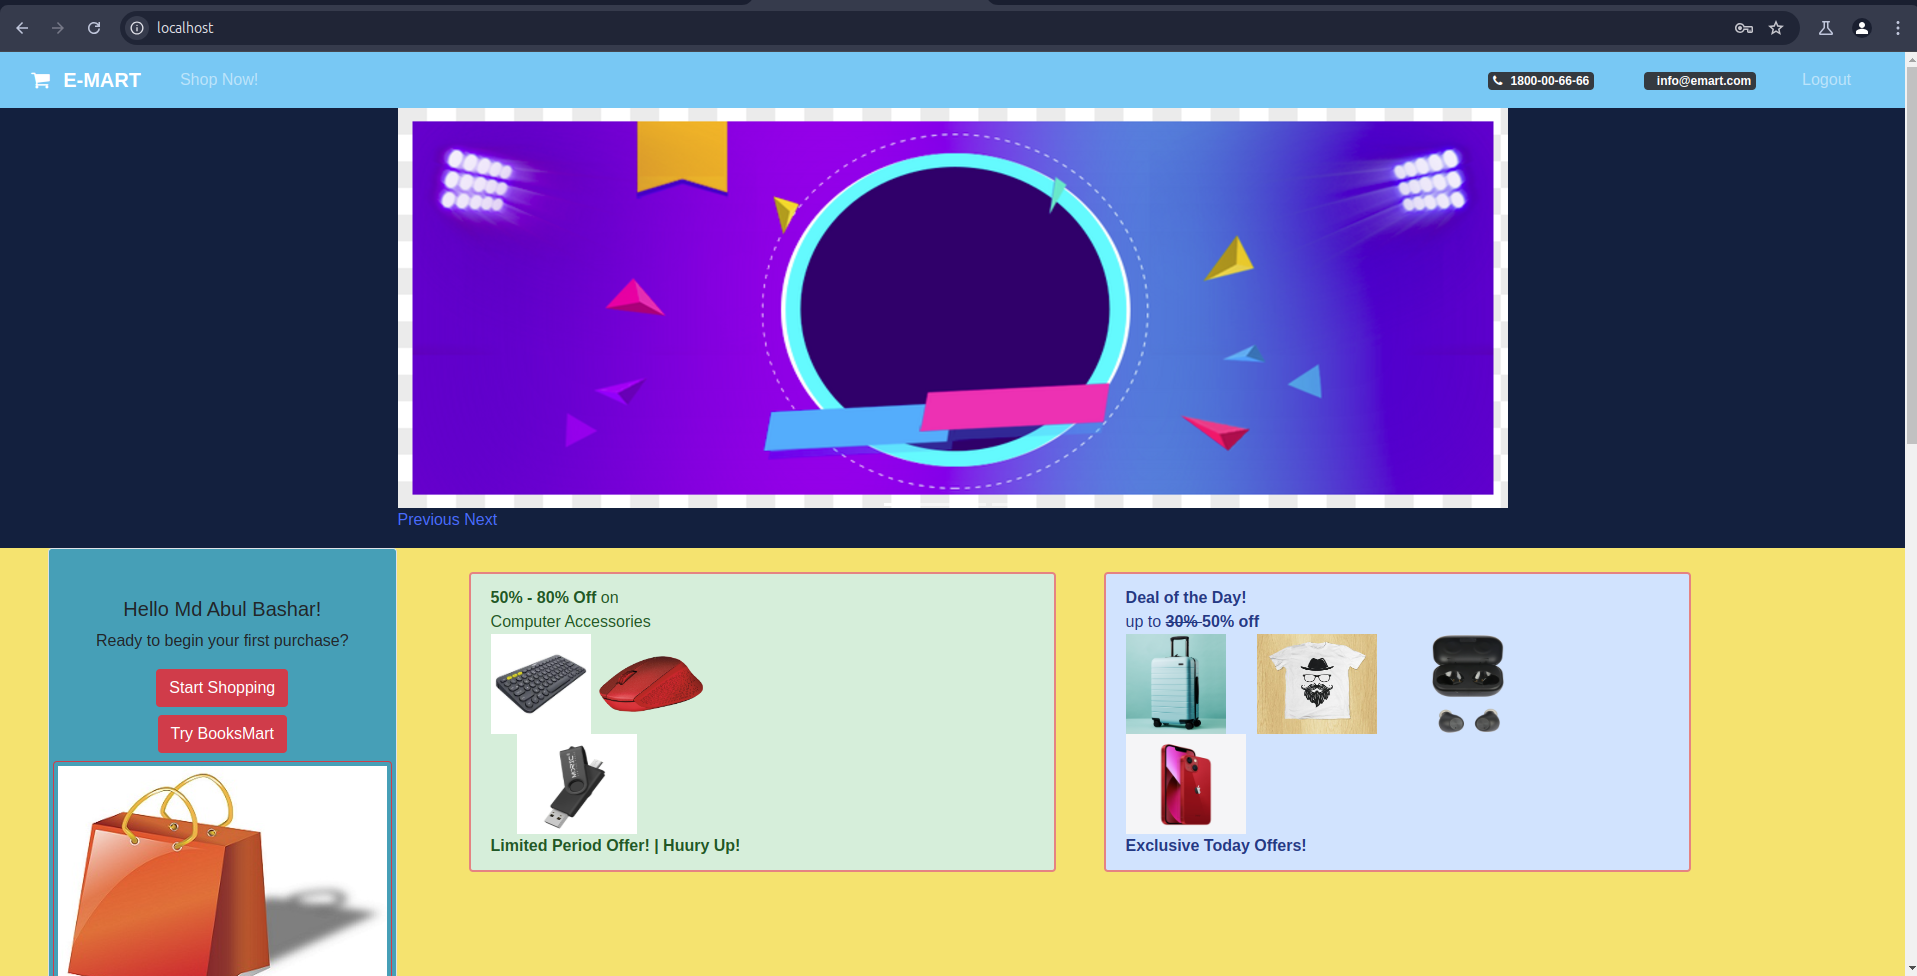 localhost
E-MART Shop Now! 1800-00-66-66 info@emart.com Logout
Previous Next
Hello Md Abul Bashar!
Ready to begin your first purchase?
Start Shopping
Try BooksMart
50% - 80% Off on
Computer Accessories
Limited Period Offer! | Huury Up!
Deal of the Day!
up to 30% 50% off
Exclusive Today Offers!